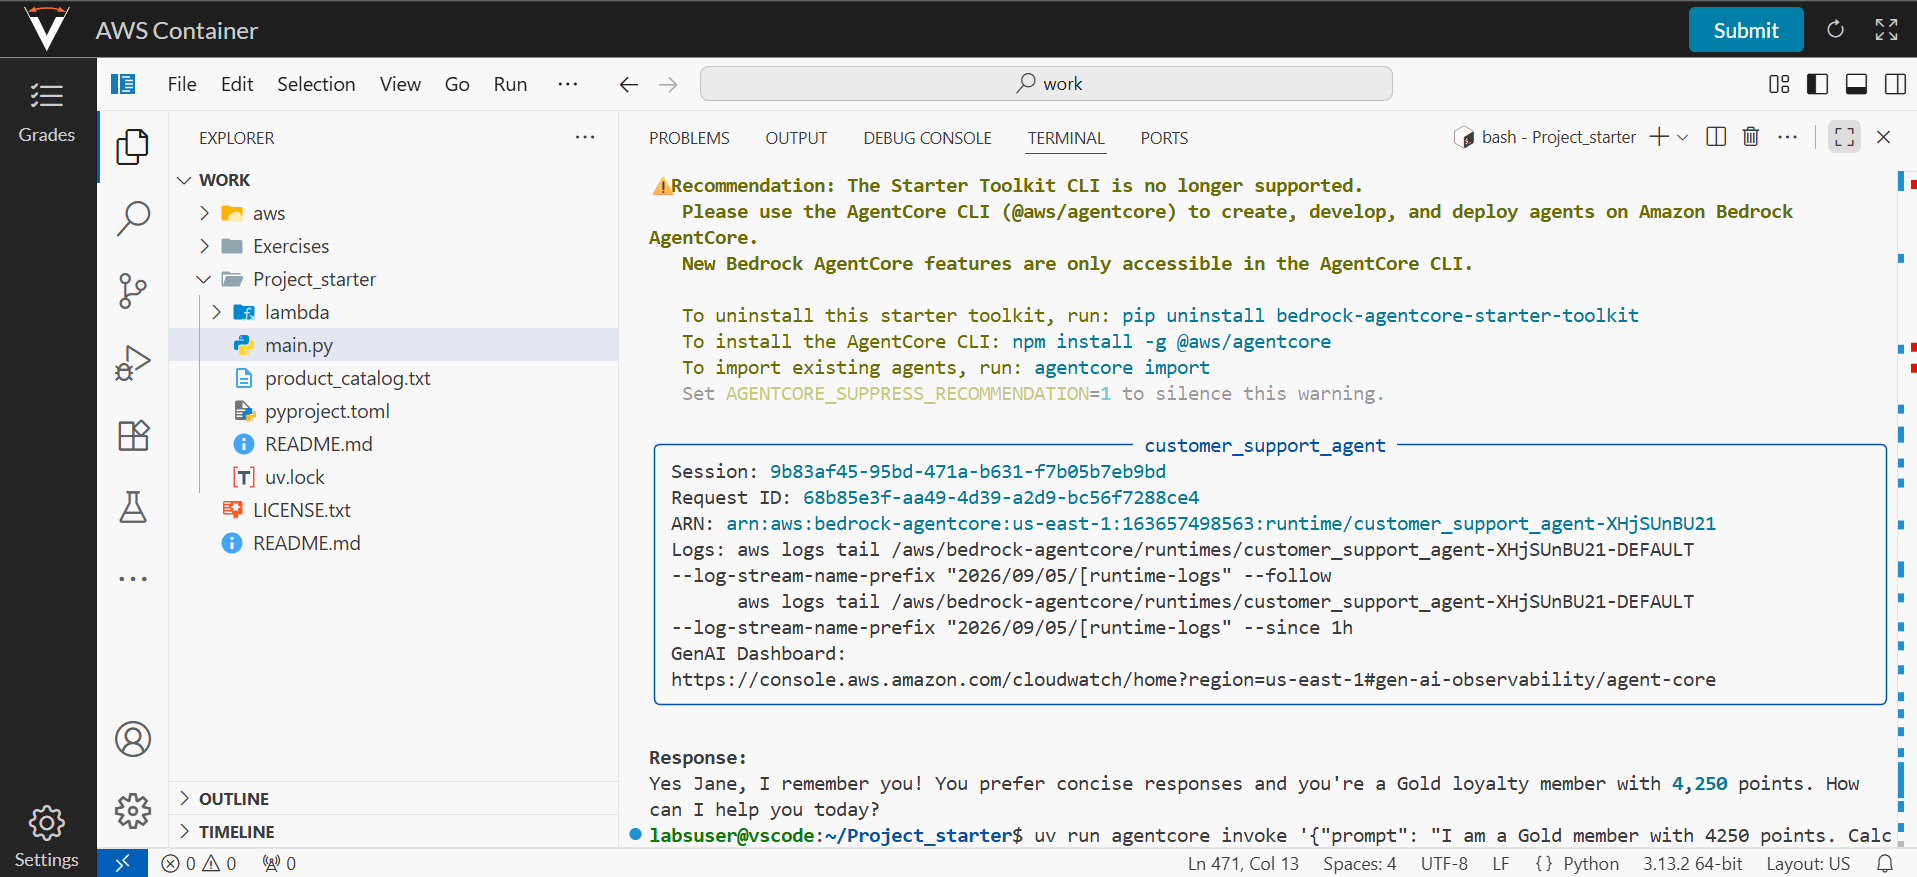 AWS Container
Submit
Grades
Settings
File Edit Selection View Go Run ···
work
EXPLORER ···
WORK
aws
Exercises
Project_starter
lambda
main.py
product_catalog.txt
pyproject.toml
README.md
uv.lock
LICENSE.txt
README.md
OUTLINE
TIMELINE
PROBLEMS OUTPUT DEBUG CONSOLE TERMINAL PORTS
bash - Project_starter
Recommendation: The Starter Toolkit CLI is no longer supported.
Please use the AgentCore CLI (@aws/agentcore) to create, develop, and deploy agents on Amazon Bedrock
AgentCore.
New Bedrock AgentCore features are only accessible in the AgentCore CLI.
To uninstall this starter toolkit, run: pip uninstall bedrock-agentcore-starter-toolkit
To install the AgentCore CLI: npm install -g @aws/agentcore
To import existing agents, run: agentcore import
Set AGENTCORE_SUPPRESS_RECOMMENDATION=1 to silence this warning.
customer_support_agent
Session: 9b83af45-95bd-471a-b631-f7b05b7eb9bd
Request ID: 68b85e3f-aa49-4d39-a2d9-bc56f7288ce4
ARN: arn:aws:bedrock-agentcore:us-east-1:163657498563:runtime/customer_support_agent-XHjSUnBU21
Logs: aws logs tail /aws/bedrock-agentcore/runtimes/customer_support_agent-XHjSUnBU21-DEFAULT
--log-stream-name-prefix "2026/09/05/[runtime-logs" --follow
aws logs tail /aws/bedrock-agentcore/runtimes/customer_support_agent-XHjSUnBU21-DEFAULT
--log-stream-name-prefix "2026/09/05/[runtime-logs" --since 1h
GenAI Dashboard:
https://console.aws.amazon.com/cloudwatch/home?region=us-east-1#gen-ai-observability/agent-core
Response:
Yes Jane, I remember you! You prefer concise responses and you're a Gold loyalty member with 4,250 points. How
can I help you today?
labsuser@vscode:~/Project_starter$ uv run agentcore invoke '{"prompt": "I am a Gold member with 4250 points. Calc
0 0 0 Ln 471, Col 13 Spaces: 4 UTF-8 LF {} Python 3.13.2 64-bit Layout: US